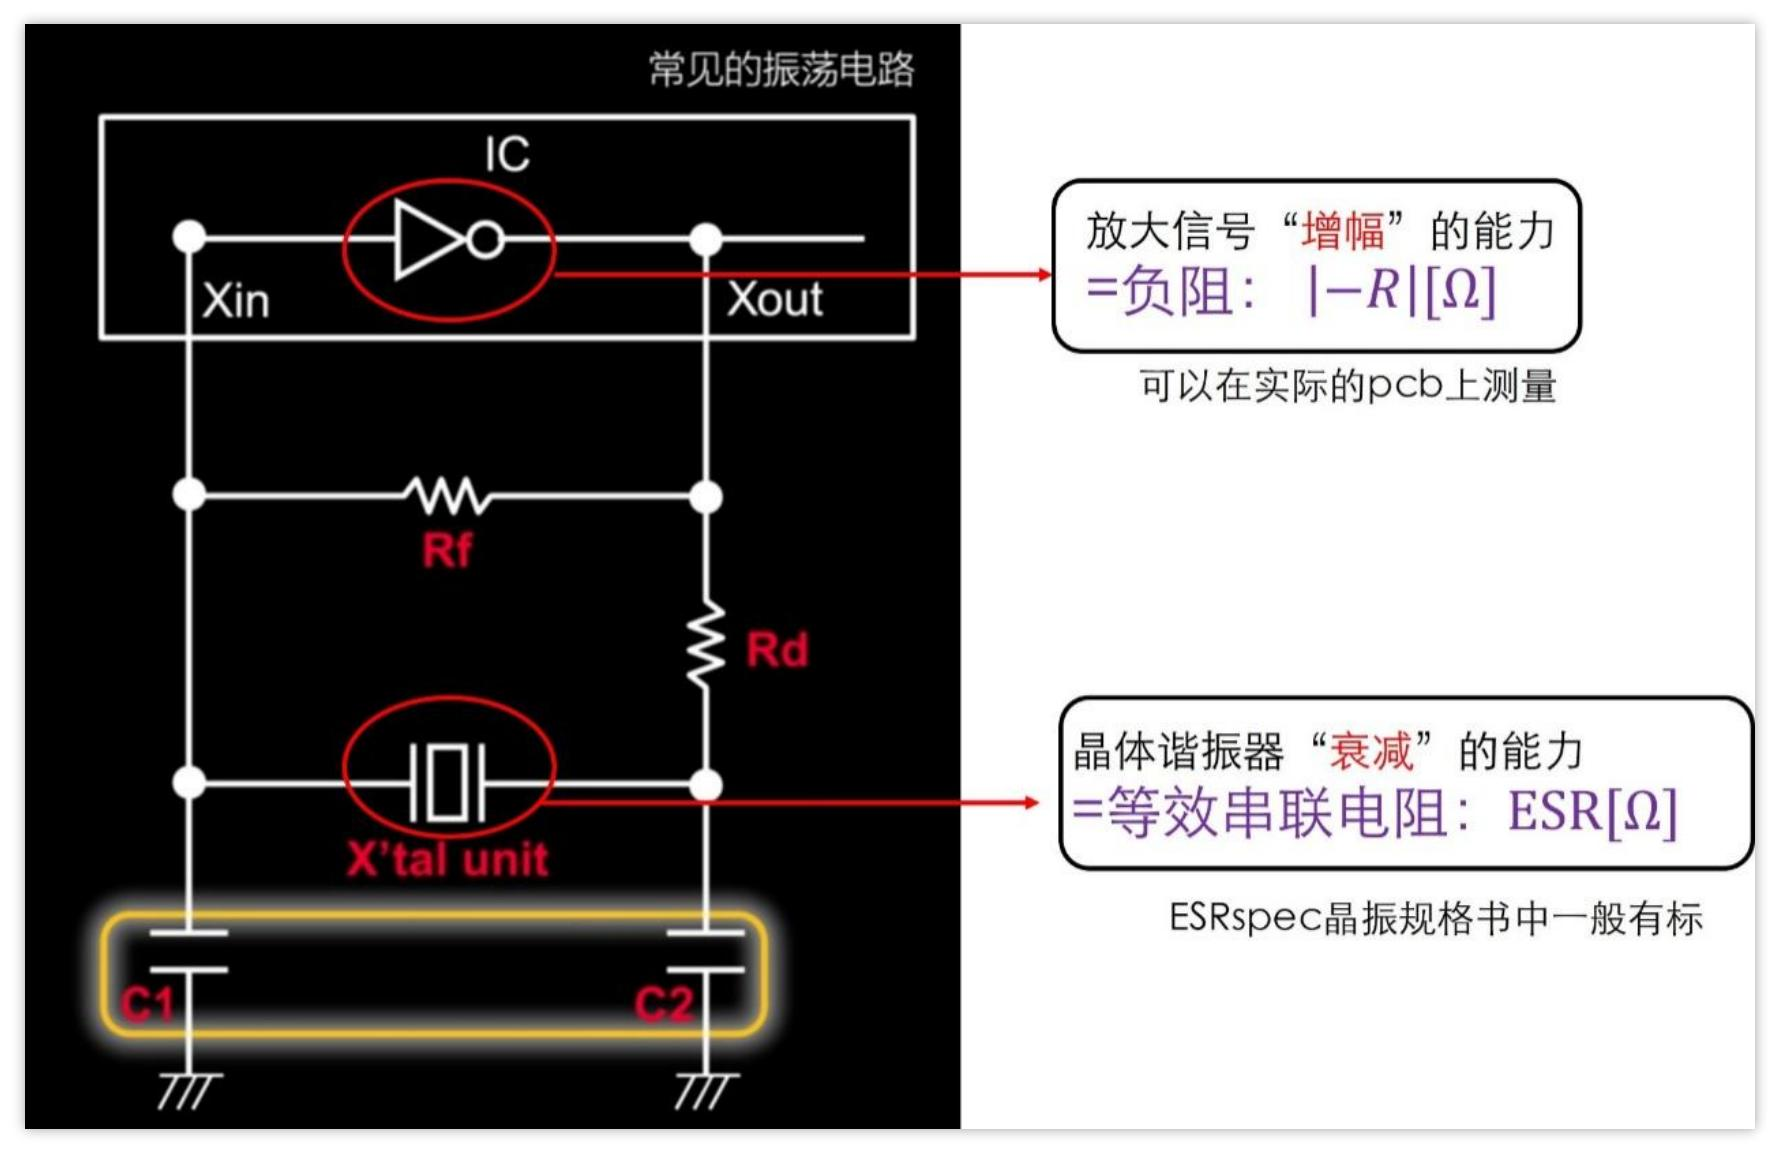 常见的振荡电路
IC
Xin
Xout
放大信号“增幅”的能力
=负阻：|−R|[Ω]
可以在实际的pcb上测量
Rf
Rd
X’tal unit
晶体谐振器“衰减”的能力
=等效串联电阻：ESR[Ω]
ESRspec晶振规格书中一般有标
C1
C2